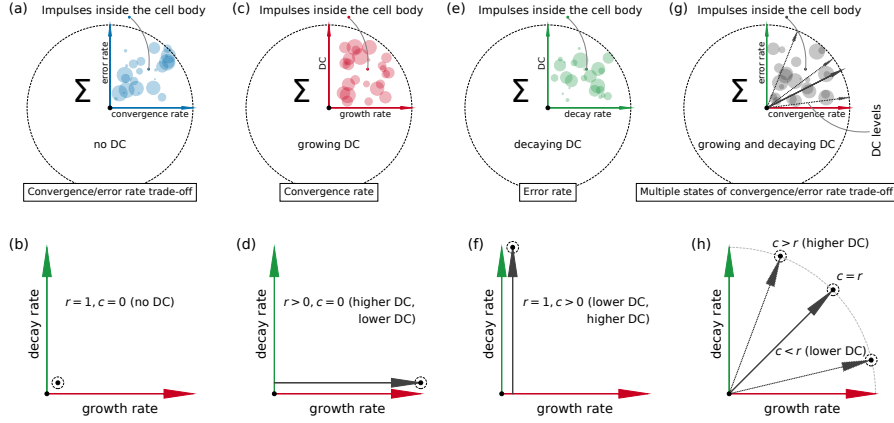 (a)
Impulses inside the cell body
error rate
Σ
convergence rate
no DC
Convergence/error rate trade-off
(c)
Impulses inside the cell body
DC
Σ
growth rate
growing DC
Convergence rate
(e)
Impulses inside the cell body
DC
Σ
decay rate
decaying DC
Error rate
(g)
Impulses inside the cell body
error rate
Σ
convergence rate
DC levels
growing and decaying DC
Multiple states of convergence/error rate trade-off
(b)
decay rate
r = 1, c = 0 (no DC)
growth rate
(d)
decay rate
r > 0, c = 0 (higher DC,
lower DC)
growth rate
(f)
decay rate
r = 1, c > 0 (lower DC,
higher DC)
growth rate
(h)
decay rate
c > r (higher DC)
c = r
c < r (lower DC)
growth rate